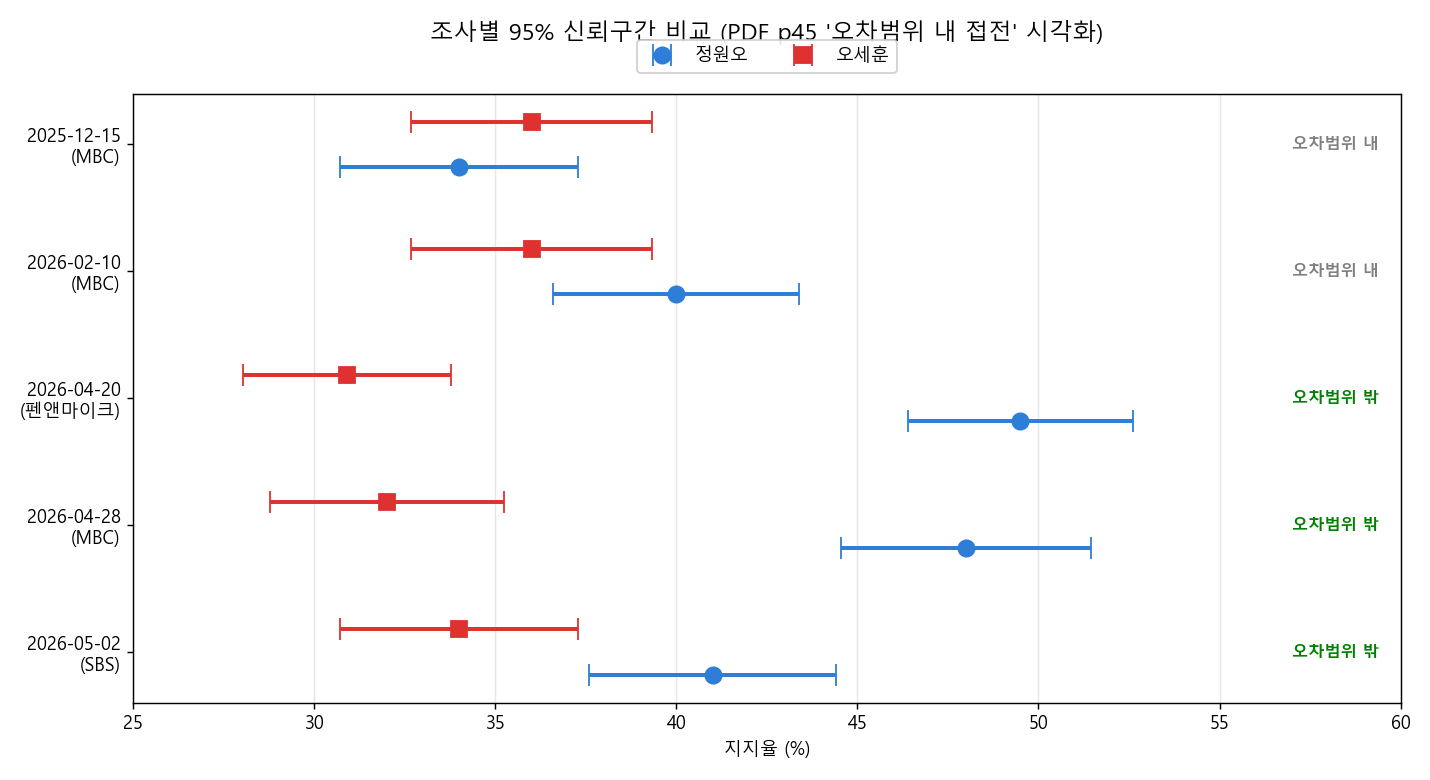 조사별 95% 신뢰구간 비교 (PDF p45 '오차범위 내 접전' 시각화)
정원오
오세훈
2025-12-15
(MBC)
오차범위 내
2026-02-10
(MBC)
오차범위 내
2026-04-20
(펜앤마이크)
오차범위 밖
2026-04-28
(MBC)
오차범위 밖
2026-05-02
(SBS)
오차범위 밖
25 30 35 40 45 50 55 60
지지율 (%)